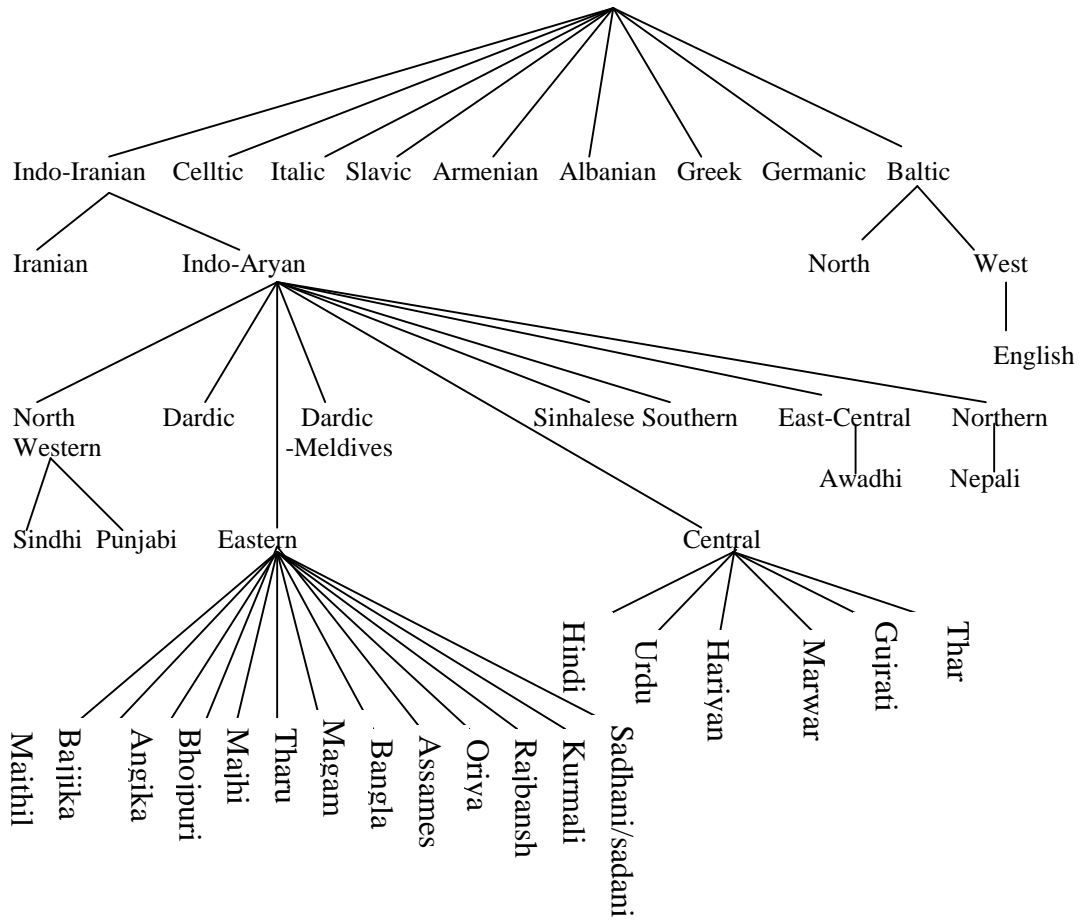 Indo-Iranian Celltic Italic Slavic Armenian Albanian Greek Germanic Baltic
Iranian Indo-Aryan North West
English
North Western Dardic Dardic -Meldives Sinhalese Southern East-Central Northern
Awadhi Nepali
Sindhi Punjabi Eastern Central
Hindi Urdu Hariyan Marwar Gujrati Thar
Maithil Bajjika Angika Bhojpuri Majhi Tharu Magam Bangla Assames Oriya Rajbansh Kurmali Sadhani/sadani